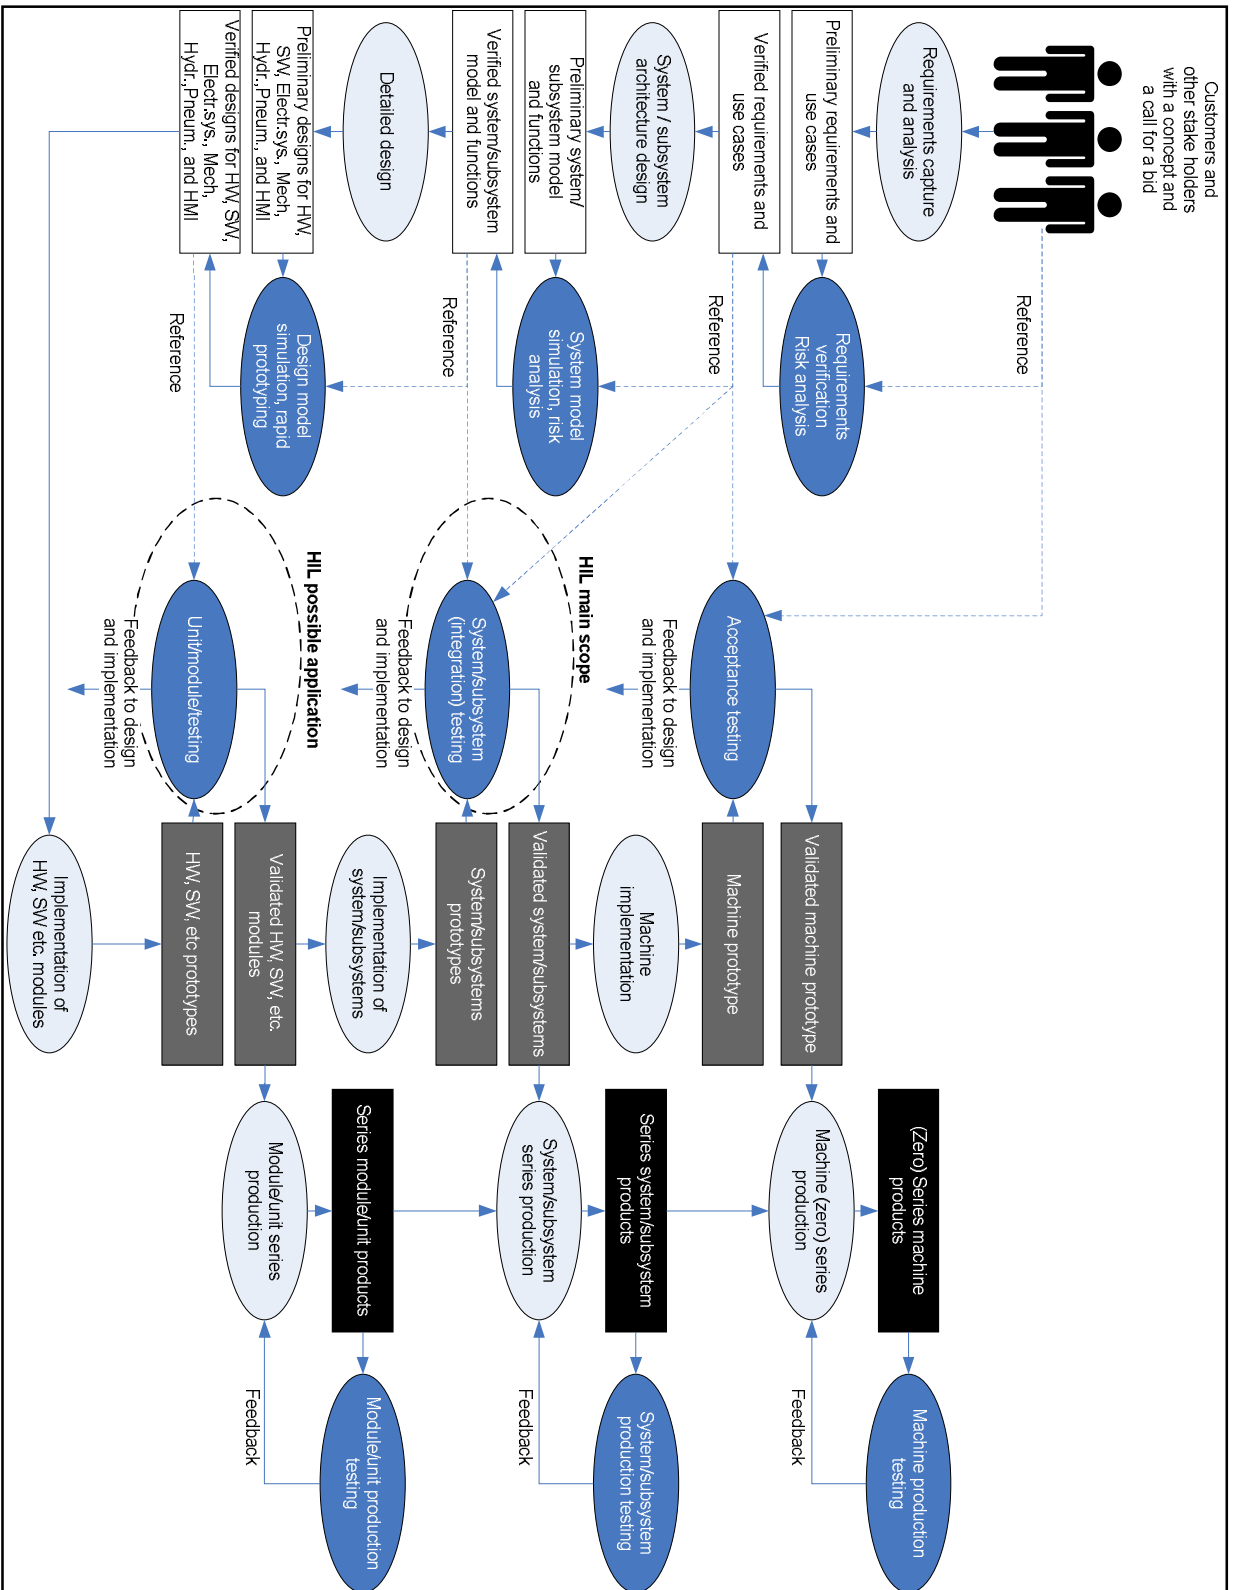 Customers and
other stake holders
with a concept and
a call for a bid
Requirements capture
and analysis
Preliminary requirements and
use cases
Verified requirements and
use cases
System / subsystem
architecture design
Preliminary system/
subsystem model
and functions
Verified system/subsystem
model and functions
Detailed design
Preliminary designs for HW,
SW, Electr.sys., Mech,
Hydr.,Pneum., and HMI
Verified designs for HW, SW,
Electr.sys., Mech,
Hydr.,Pneum., and HMI
Reference
Requirements
verification
Risk analysis
Reference
System model
simulation, risk
analysis
Reference
Design model
simulation, rapid
prototyping
Reference
Acceptance testing
Feedback to design
and implementation
HIL main scope
System/subsystem
(integration) testing
Feedback to design
and implementation
HIL possible application
Unit/module/testing
Feedback to design
and implementation
Validated machine prototype
Machine prototype
Machine
implementation
Validated system/subsystems
System/subsystems
prototypes
Implementation of
system/subsystems
Validated HW, SW, etc.
modules
HW, SW, etc prototypes
Implementation of
HW, SW etc. modules
(Zero) Series machine
products
Machine (zero) series
production
Series system/subsystem
products
System/subsystem
series production
Series module/unit products
Module/unit series
production
Machine production
testing
Feedback
System/subsystem
production testing
Feedback
Module/unit production
testing
Feedback